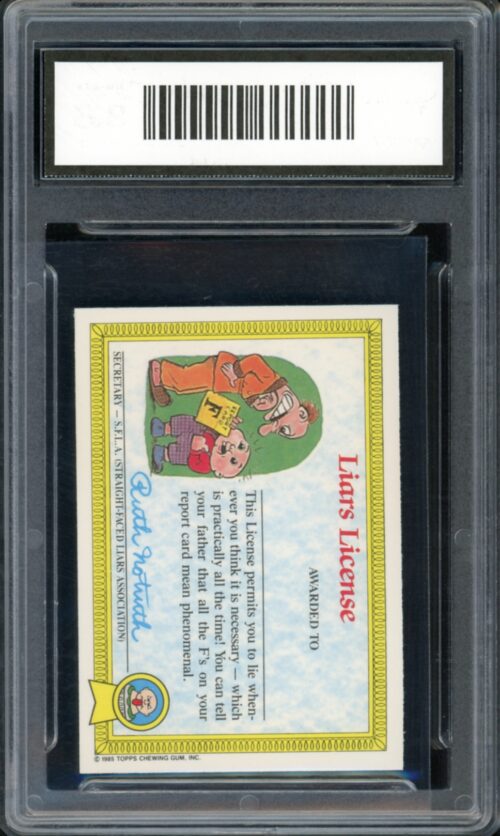 Liars License
AWARDED TO
This License permits you to lie when-
ever you think it is necessary — which
is practically all the time! You can tell
your father that all the F's on your
report card mean phenomenal.
F
Ruth Notruth
SECRETARY — S.F.L.A. (STRAIGHT-FACED LIARS ASSOCIATION)
© 1985 TOPPS CHEWING GUM, INC.